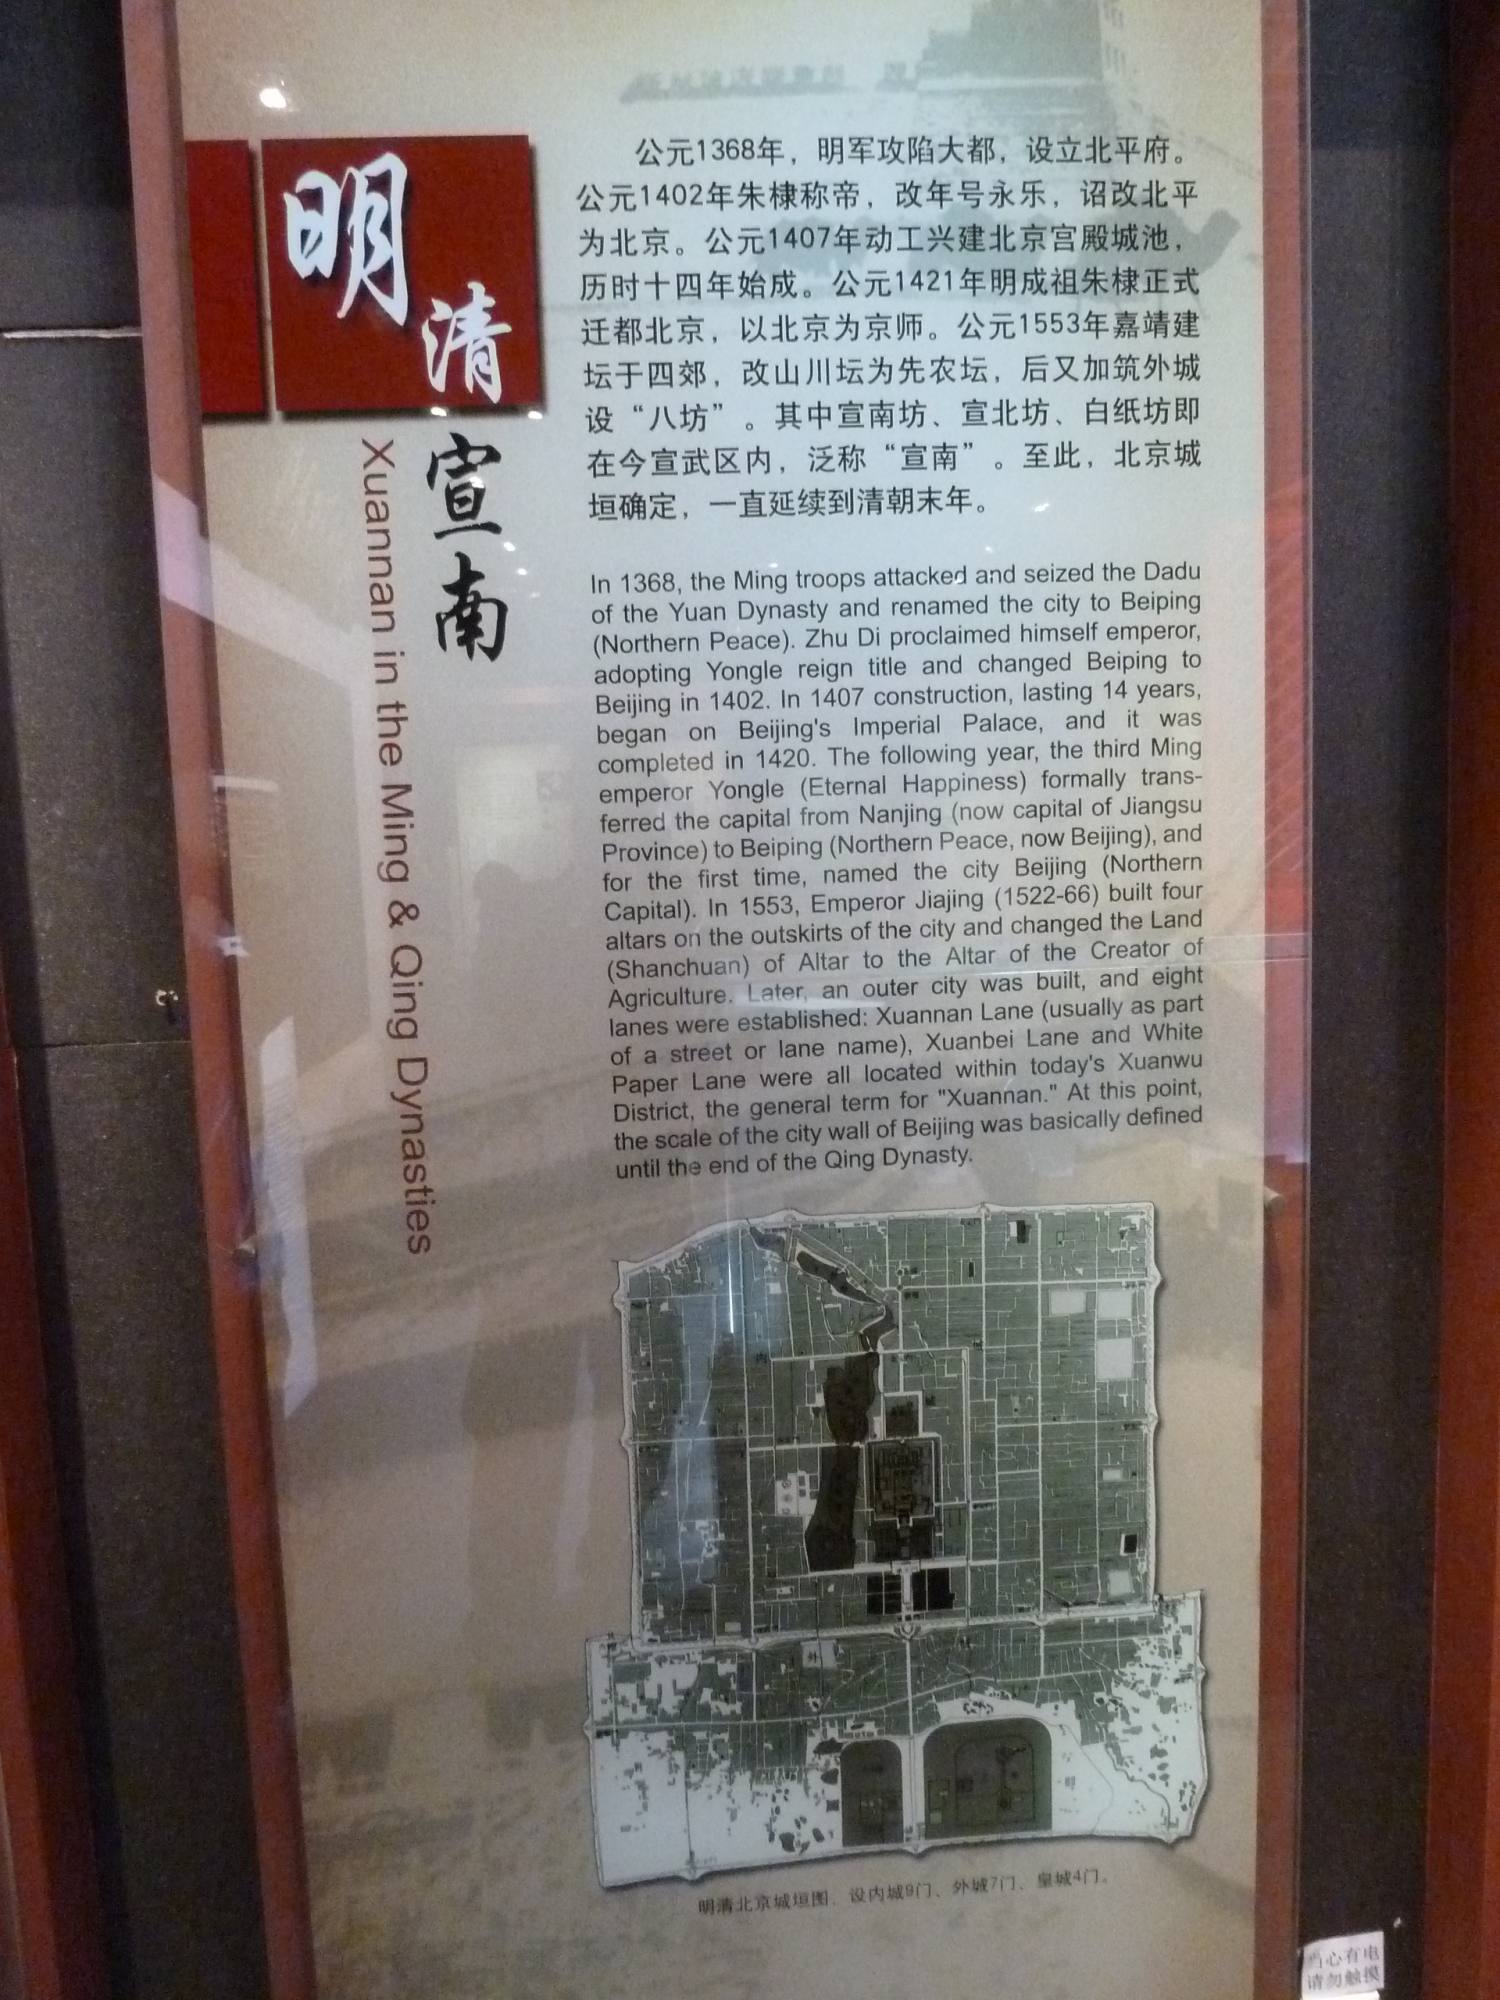 明
清
宣南
Xuannan in the Ming & Qing Dynasties
公元1368年，明军攻陷大都，设立北平府。
公元1402年朱棣称帝，改年号永乐，诏改北平
为北京。公元1407年动工兴建北京宫殿城池，
历时十四年始成。公元1421年明成祖朱棣正式
迁都北京，以北京为京师。公元1553年嘉靖建
坛于四郊，改山川坛为先农坛，后又加筑外城
设“八坊”。其中宣南坊、宣北坊、白纸坊即
在今宣武区内，泛称“宣南”。至此，北京城
垣确定，一直延续到清朝末年。
In 1368, the Ming troops attacked and seized the Dadu
of the Yuan Dynasty and renamed the city to Beiping
(Northern Peace). Zhu Di proclaimed himself emperor,
adopting Yongle reign title and changed Beiping to
Beijing in 1402. In 1407 construction, lasting 14 years,
began on Beijing's Imperial Palace, and it was
completed in 1420. The following year, the third Ming
emperor Yongle (Eternal Happiness) formally trans-
ferred the capital from Nanjing (now capital of Jiangsu
Province) to Beiping (Northern Peace, now Beijing), and
for the first time, named the city Beijing (Northern
Capital). In 1553, Emperor Jiajing (1522-66) built four
altars on the outskirts of the city and changed the Land
(Shanchuan) of Altar to the Altar of the Creator of
Agriculture. Later, an outer city was built, and eight
lanes were established: Xuannan Lane (usually as part
of a street or lane name), Xuanbei Lane and White
Paper Lane were all located within today's Xuanwu
District, the general term for "Xuannan." At this point,
the scale of the city wall of Beijing was basically defined
until the end of the Qing Dynasty.
外
明清北京城垣图．设内城9门、外城7门、皇城4门。
当心有电
请勿触摸